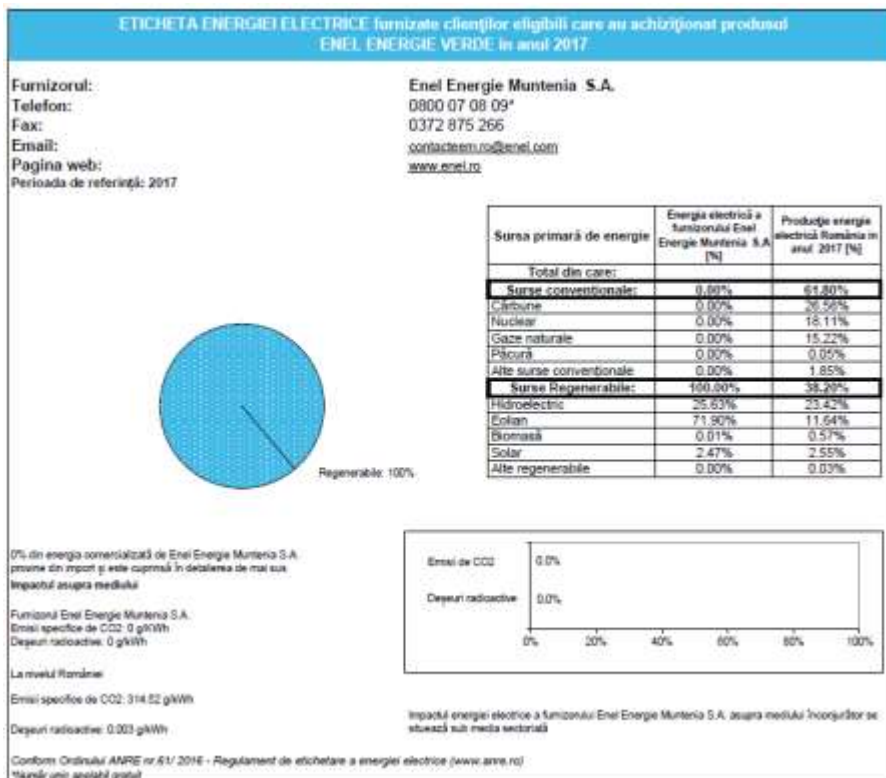 ETICHETA ENERGIEI ELECTRICE furnizate clienților eligibili care au achiziționat produsul
ENEL ENERGIE VERDE în anul 2017
Furnizorul: Enel Energie Muntenia S.A.
Telefon: 0800 07 08 09*
Fax: 0372 875 266
Email: contacteem.ro@enel.com
Pagina web: www.enel.ro
Perioada de referință: 2017
Sursa primară de energie Energia electrică a furnizorului Enel Energie Muntenia S.A [%] Producție energie electrică România in anul 2017 [%]
Total din care:
Surse convenționale: 0.00% 61.80%
Cărbune 0.00% 26.56%
Nuclear 0.00% 18.11%
Gaze naturale 0.00% 15.22%
Păcură 0.00% 0.05%
Alte surse convenționale 0.00% 1.85%
Surse Regenerabile: 100.00% 38.20%
Hidroelectric 25.63% 23.42%
Eolian 71.90% 11.64%
Biomasă 0.01% 0.57%
Solar 2.47% 2.55%
Alte regenerabile 0.00% 0.03%
Regenerabile: 100%
0% din energia comercializată de Enel Energie Muntenia S.A.
provine din import și este cuprinsă în detalierea de mai sus
Impactul asupra mediului
Furnizorul Enel Energie Muntenia S.A.
Emisii specifice de CO2: 0 g/KWh
Deșeuri radioactive: 0 g/kWh
La nivelul României
Emisii specifice de CO2: 314.52 g/kWh
Deșeuri radioactive: 0.003 g/kWh
Emisii de CO2 0.0%
Deșeuri radioactive 0.0%
0% 20% 40% 60% 80% 100%
Impactul energiei electrice a furnizorului Enel Energie Muntenia S.A. asupra mediului înconjurător se
situează sub media sectorială
Conform Ordinului ANRE nr.61/ 2016 - Regulament de etichetare a energiei electrice (www.anre.ro)
*Număr unic apelabil gratuit